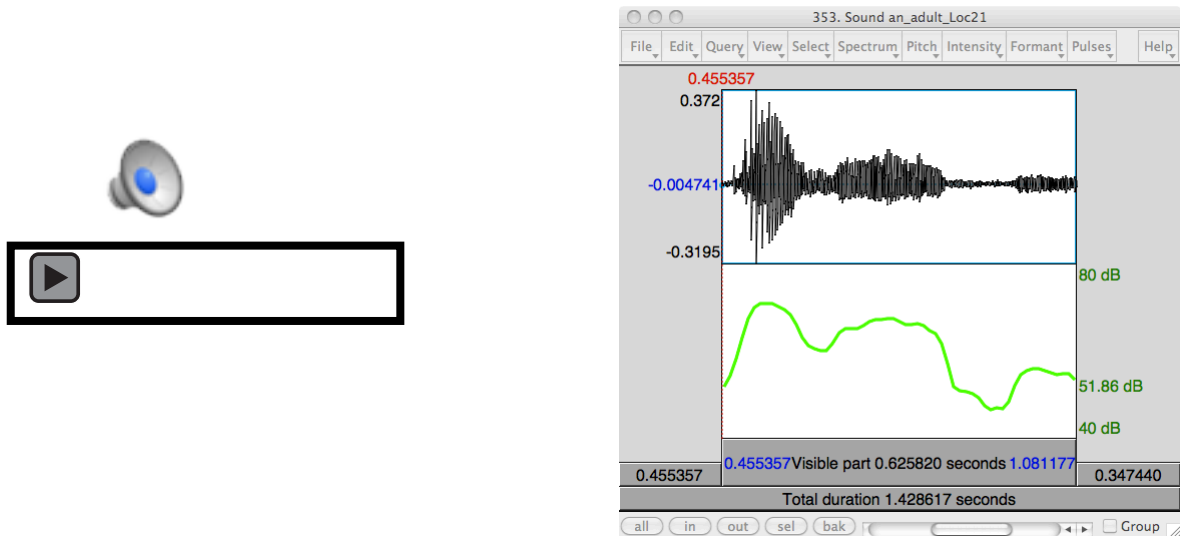 353. Sound an_adult_Loc21
File Edit Query View Select Spectrum Pitch Intensity Formant Pulses Help
0.455357
0.372
-0.004741
-0.3195
80 dB
51.86 dB
40 dB
0.455357 Visible part 0.625820 seconds 1.081177
0.455357 0.347440
Total duration 1.428617 seconds
all in out sel bak Group